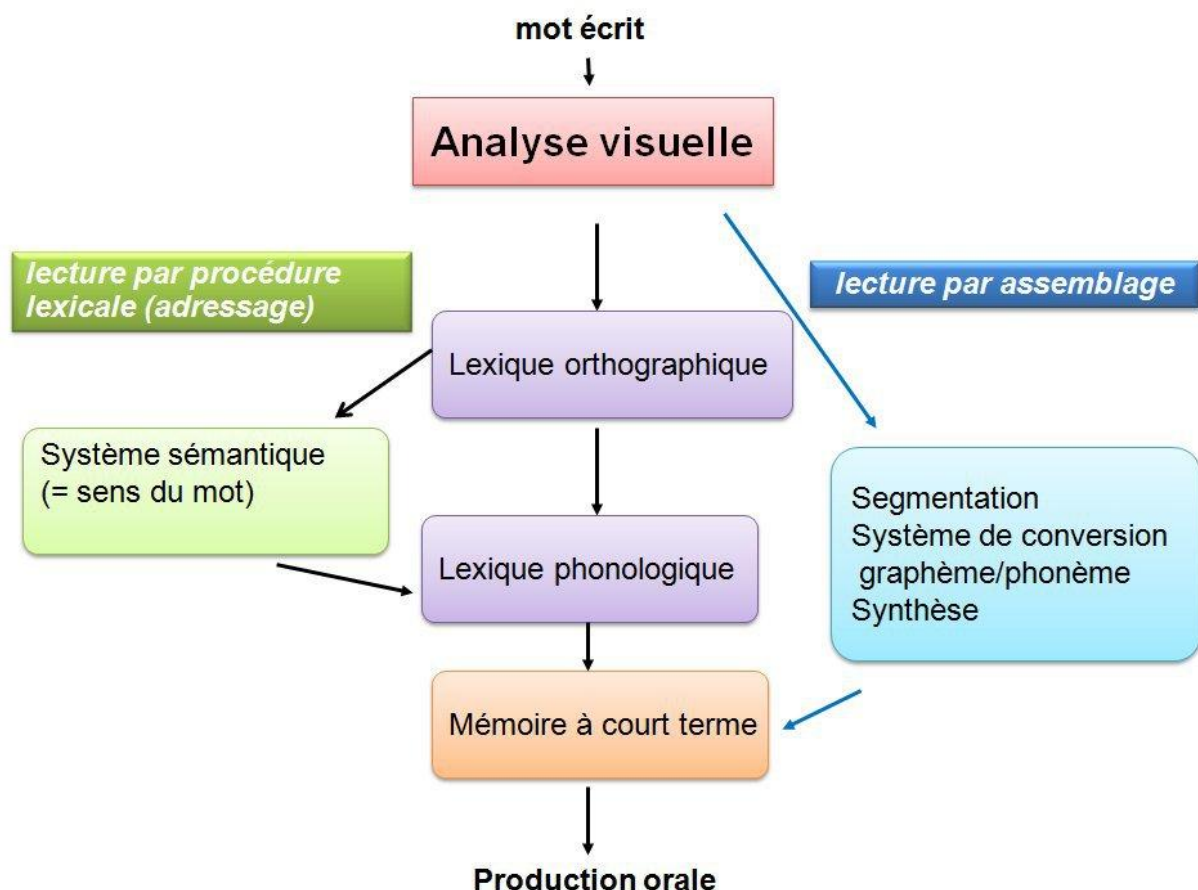 mot écrit
Analyse visuelle
lecture par procédure
lexicale (adressage)
lecture par assemblage
Lexique orthographique
Système sémantique
(= sens du mot)
Segmentation
Système de conversion
graphème/phonème
Synthèse
Lexique phonologique
Mémoire à court terme
Production orale